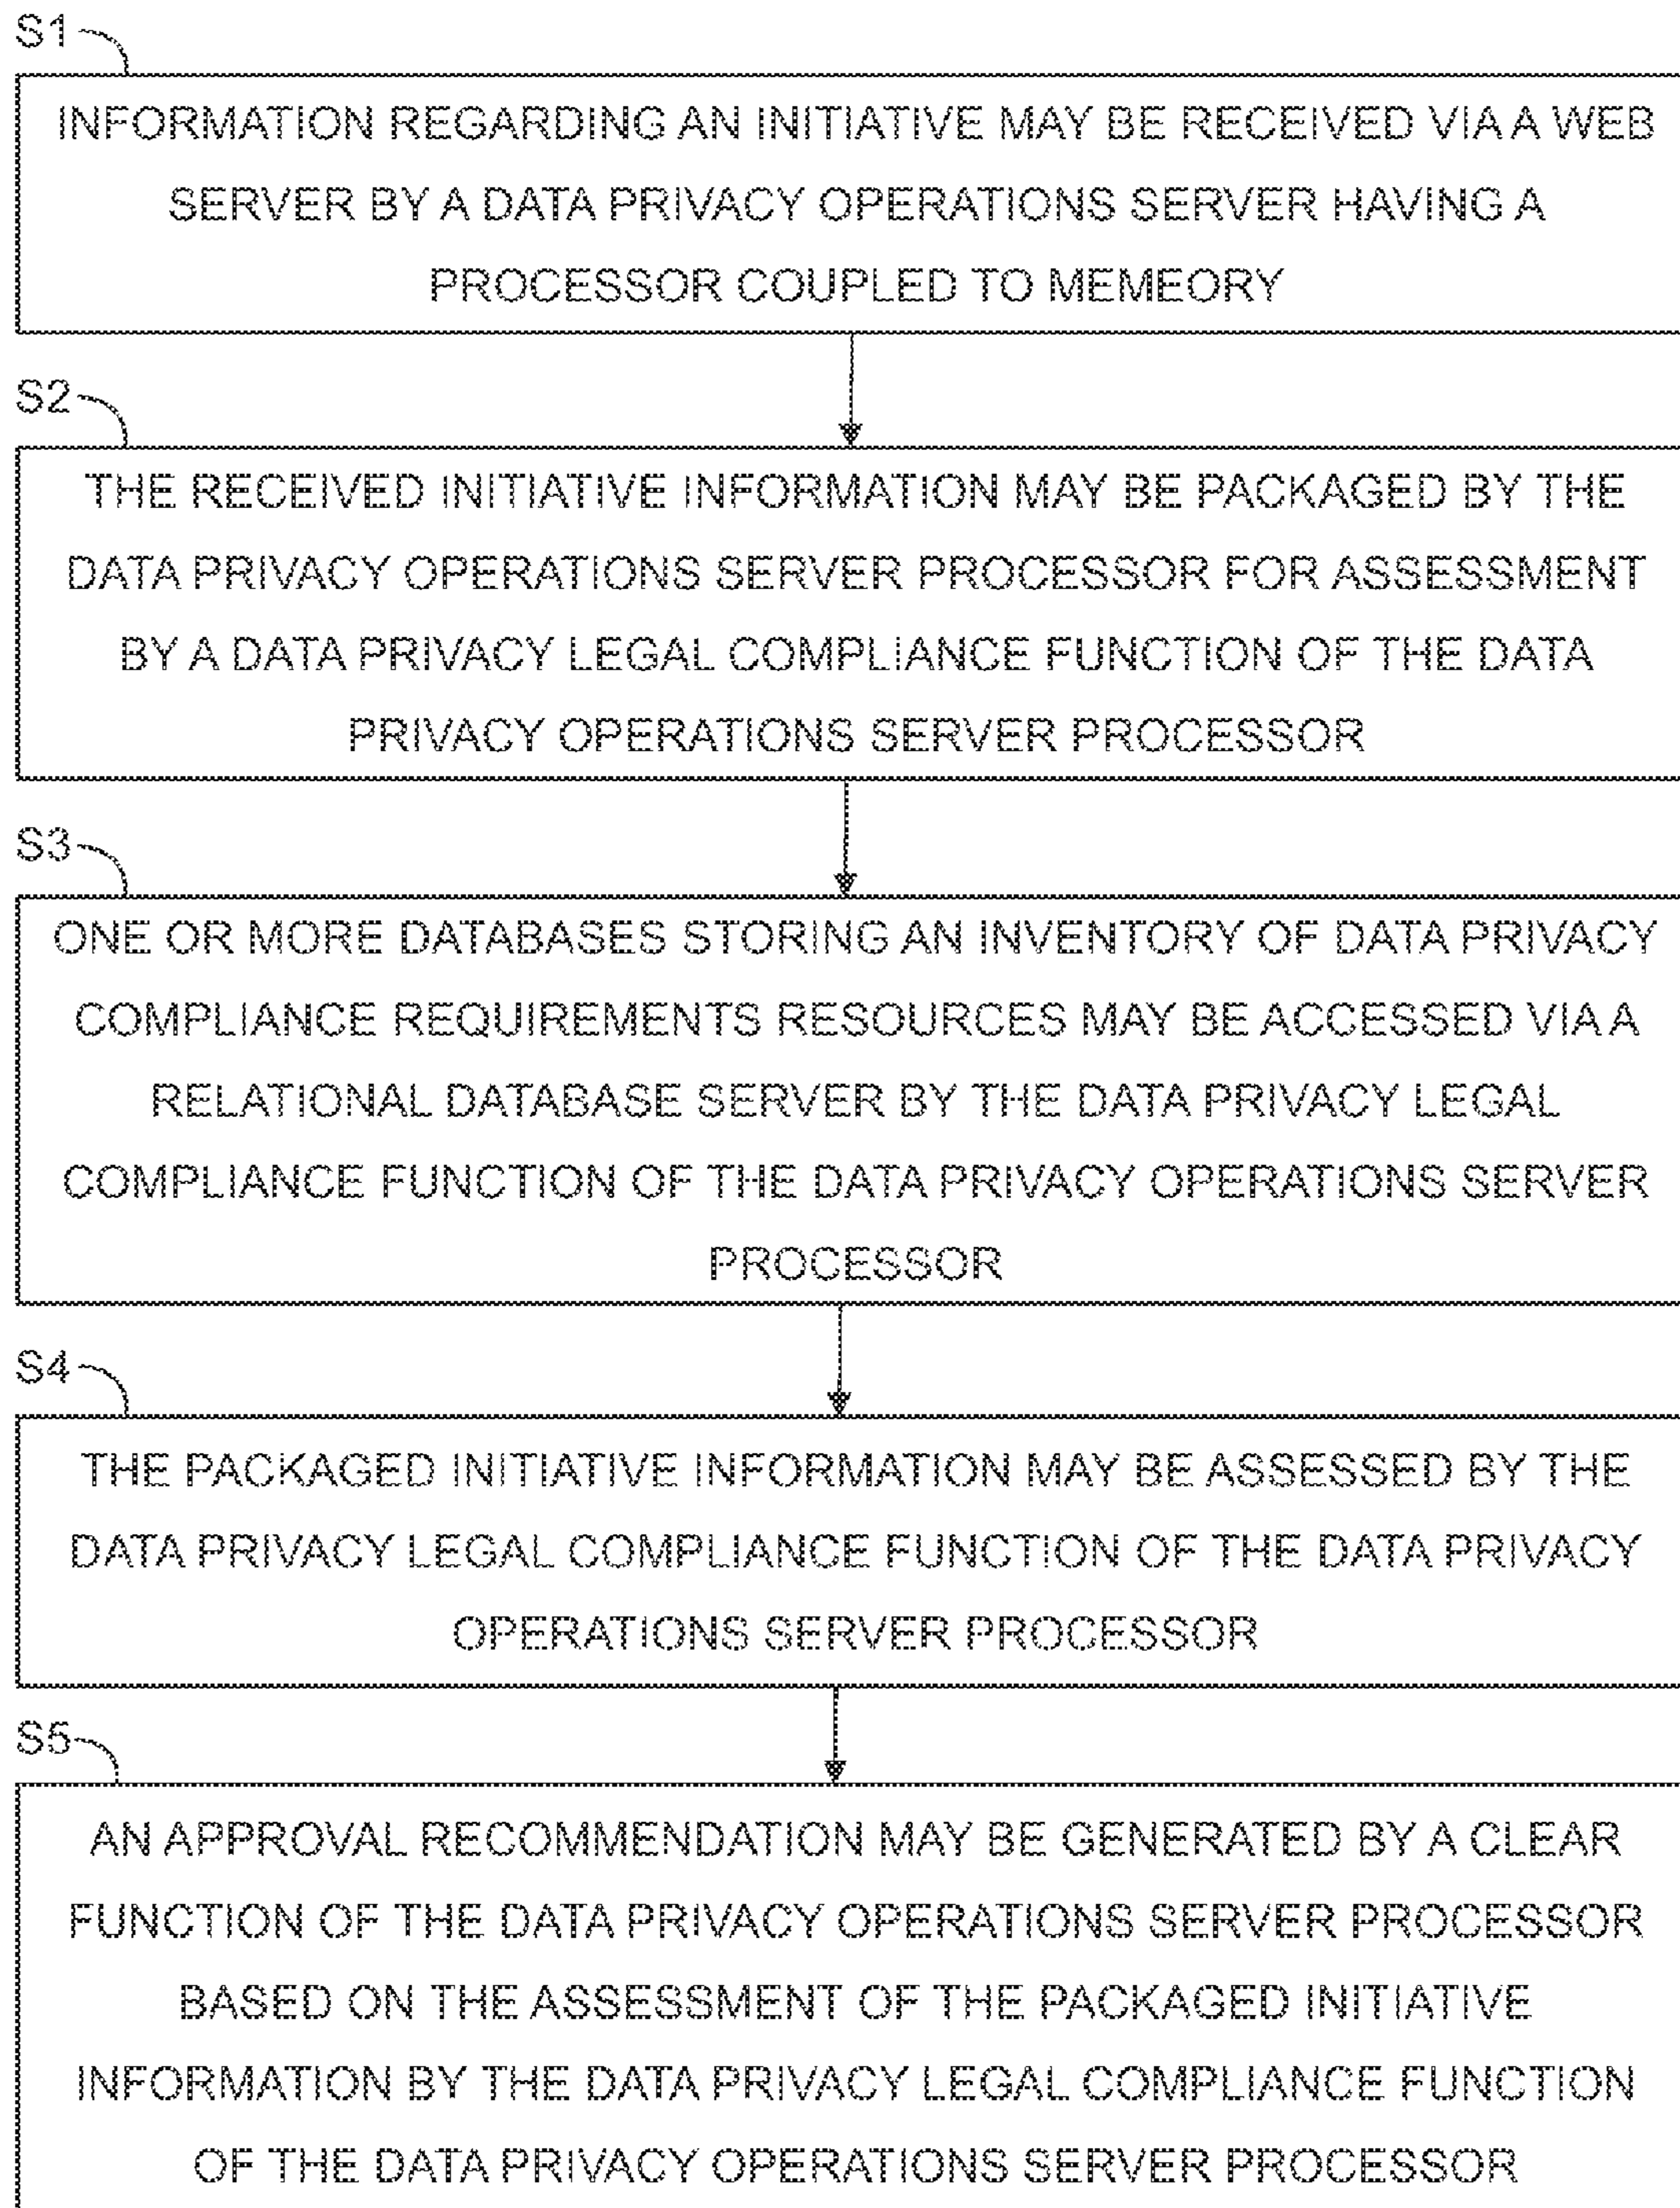 S1
INFORMATION REGARDING AN INITIATIVE MAY BE RECEIVED VIA A WEB
SERVER BY A DATA PRIVACY OPERATIONS SERVER HAVING A
PROCESSOR COUPLED TO MEMEORY
S2
THE RECEIVED INITIATIVE INFORMATION MAY BE PACKAGED BY THE
DATA PRIVACY OPERATIONS SERVER PROCESSOR FOR ASSESSMENT
BY A DATA PRIVACY LEGAL COMPLIANCE FUNCTION OF THE DATA
PRIVACY OPERATIONS SERVER PROCESSOR
S3
ONE OR MORE DATABASES STORING AN INVENTORY OF DATA PRIVACY
COMPLIANCE REQUIREMENTS RESOURCES MAY BE ACCESSED VIA A
RELATIONAL DATABASE SERVER BY THE DATA PRIVACY LEGAL
COMPLIANCE FUNCTION OF THE DATA PRIVACY OPERATIONS SERVER
PROCESSOR
S4
THE PACKAGED INITIATIVE INFORMATION MAY BE ASSESSED BY THE
DATA PRIVACY LEGAL COMPLIANCE FUNCTION OF THE DATA PRIVACY
OPERATIONS SERVER PROCESSOR
S5
AN APPROVAL RECOMMENDATION MAY BE GENERATED BY A CLEAR
FUNCTION OF THE DATA PRIVACY OPERATIONS SERVER PROCESSOR
BASED ON THE ASSESSMENT OF THE PACKAGED INITIATIVE
INFORMATION BY THE DATA PRIVACY LEGAL COMPLIANCE FUNCTION
OF THE DATA PRIVACY OPERATIONS SERVER PROCESSOR